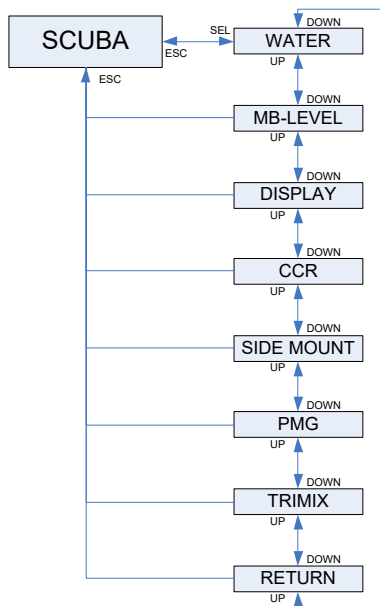 DOWN
SCUBA
SEL
WATER
ESC
UP
ESC
DOWN
MB-LEVEL
UP
DOWN
DISPLAY
UP
DOWN
CCR
UP
DOWN
SIDE MOUNT
UP
DOWN
PMG
UP
DOWN
TRIMIX
UP
DOWN
RETURN
UP